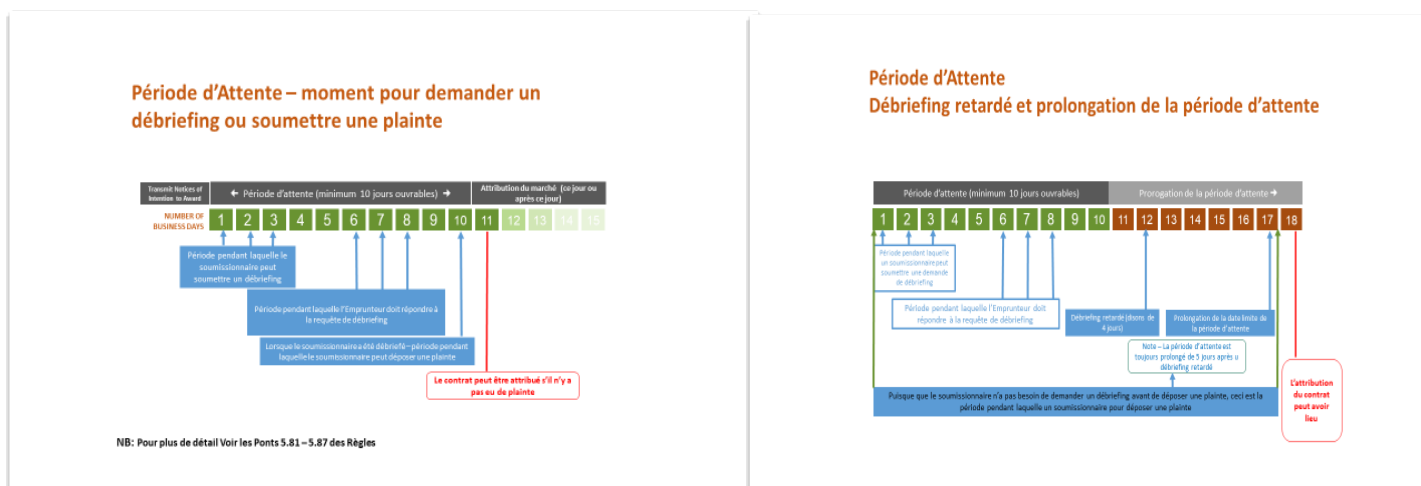 Période d'Attente – moment pour demander un
débriefing ou soumettre une plainte
Transmit Notices of
Intention to Award
← Période d'attente (minimum 10 jours ouvrables) →
Attribution du marché (ce jour ou
après ce jour)
NUMBER OF
BUSINESS DAYS
1 2 3 4 5 6 7 8 9 10 11 12 13 14 15
Période pendant laquelle le
soumissionnaire peut
soumettre un débriefing
Période pendant laquelle l'Emprunteur doit répondre à
la requête de débriefing
Lorsque le soumissionnaire a été débriefé – période pendant
laquelle le soumissionnaire peut déposer une plainte
Le contrat peut être attribué s'il n'y a
pas eu de plainte
NB: Pour plus de détail Voir les Ponts 5.81 – 5.87 des Règles
Période d'Attente
Débriefing retardé et prolongation de la période d'attente
Période d'attente (minimum 10 jours ouvrables)
Prorogation de la période d'attente →
1 2 3 4 5 6 7 8 9 10 11 12 13 14 15 16 17 18
Période pendant laquelle
un soumissionnaire peut
soumettre une demande
de débriefing
Période pendant laquelle l'Emprunteur doit
répondre à la requête de débriefing
Débriefing retardé (disons de
4 jours)
Prolongation de la date limite de
la période d'attente
Note – La période d'attente est
toujours prolongé de 5 jours après u
débriefing retardé
Puisque que le soumissionnaire n'a pas besoin de demander un débriefing avant de déposer une plainte, ceci est la
période pendant laquelle un soumissionnaire pour déposer une plainte
L'attribution
du contrat
peut avoir
lieu